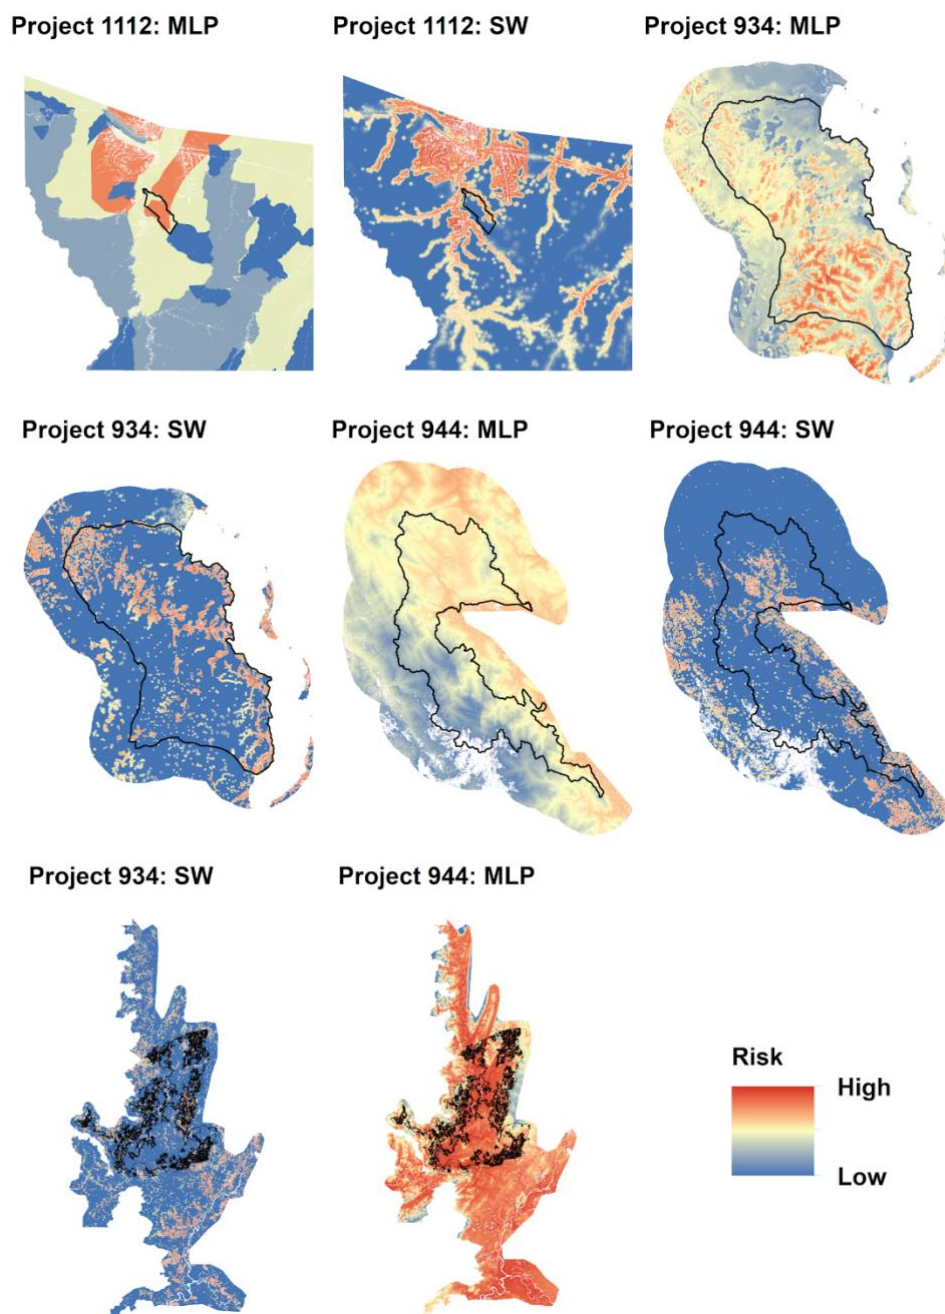 Project 1112: MLP
Project 1112: SW
Project 934: MLP
Project 934: SW
Project 944: MLP
Project 944: SW
Project 934: SW
Project 944: MLP
Risk
High
Low